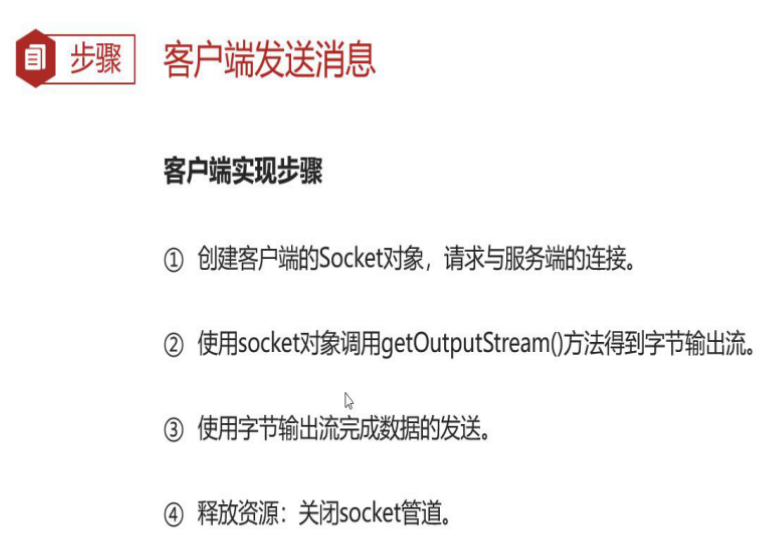 步骤
客户端发送消息
客户端实现步骤
① 创建客户端的Socket对象，请求与服务端的连接。
② 使用socket对象调用getOutputStream()方法得到字节输出流。
③ 使用字节输出流完成数据的发送。
④ 释放资源：关闭socket管道。